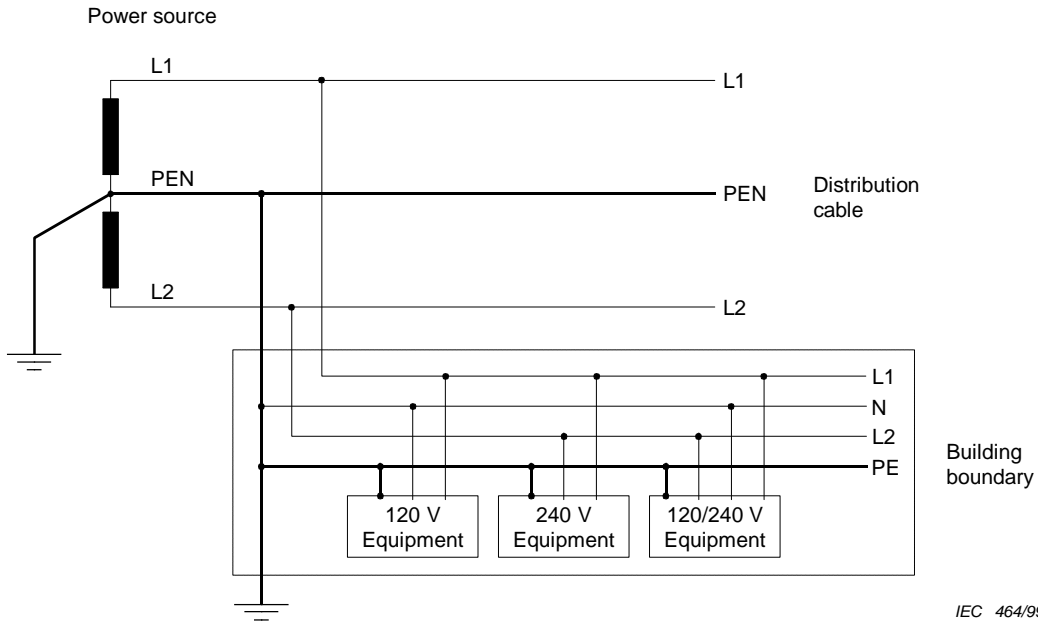 Power source
L1
L1
PEN
PEN
Distribution
cable
L2
L2
L1
N
L2
PE
Building
boundary
120 V
Equipment
240 V
Equipment
120/240 V
Equipment
IEC 464/99